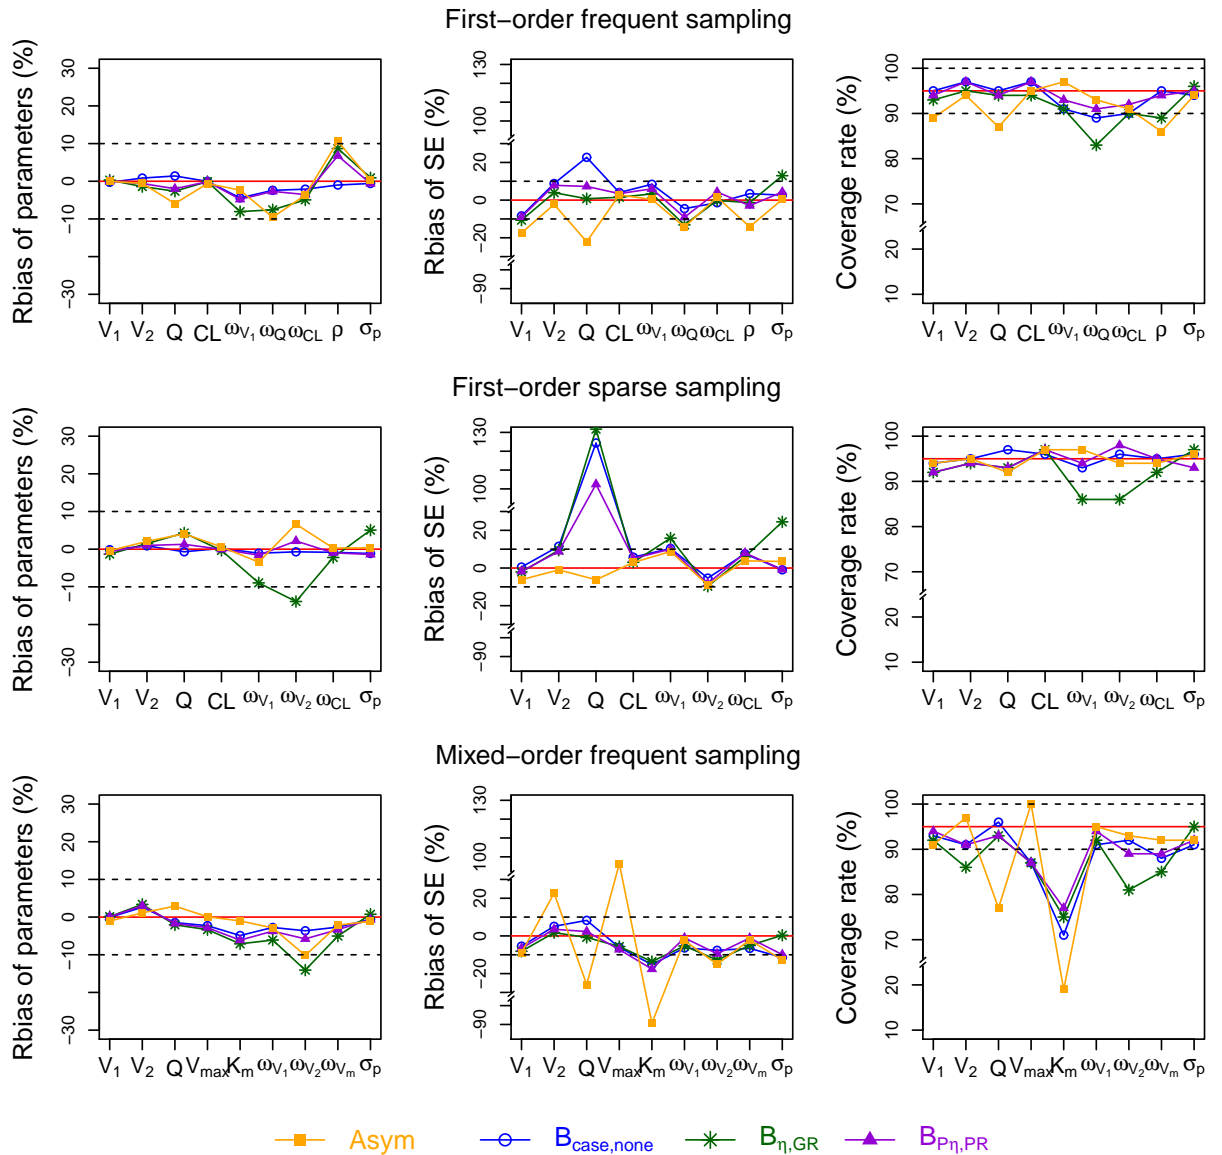 First−order frequent sampling
Rbias of parameters (%)
30
20
10
0
−10
−30
V1 V2 Q CL ωV1 ωQ ωCL ρ σp
Rbias of SE (%)
130
100
20
0
−20
−90
V1 V2 Q CL ωV1 ωQ ωCL ρ σp
Coverage rate (%)
100
90
80
70
20
10
V1 V2 Q CL ωV1 ωQ ωCL ρ σp
First−order sparse sampling
Rbias of parameters (%)
30
20
10
0
−10
−30
V1 V2 Q CL ωV1 ωV2 ωCL σp
Rbias of SE (%)
130
100
20
0
−20
−90
V1 V2 Q CL ωV1 ωV2 ωCL σp
Coverage rate (%)
100
90
80
70
20
10
V1 V2 Q CL ωV1 ωV2 ωCL σp
Mixed−order frequent sampling
Rbias of parameters (%)
30
20
10
0
−10
−30
V1 V2 Q Vmax Km ωV1 ωV2 ωVm σp
Rbias of SE (%)
130
100
20
0
−20
−90
V1 V2 Q Vmax Km ωV1 ωV2 ωVm σp
Coverage rate (%)
100
90
80
70
20
10
V1 V2 Q Vmax Km ωV1 ωV2 ωVm σp
Asym Bcase,none Bη,GR BPη,PR